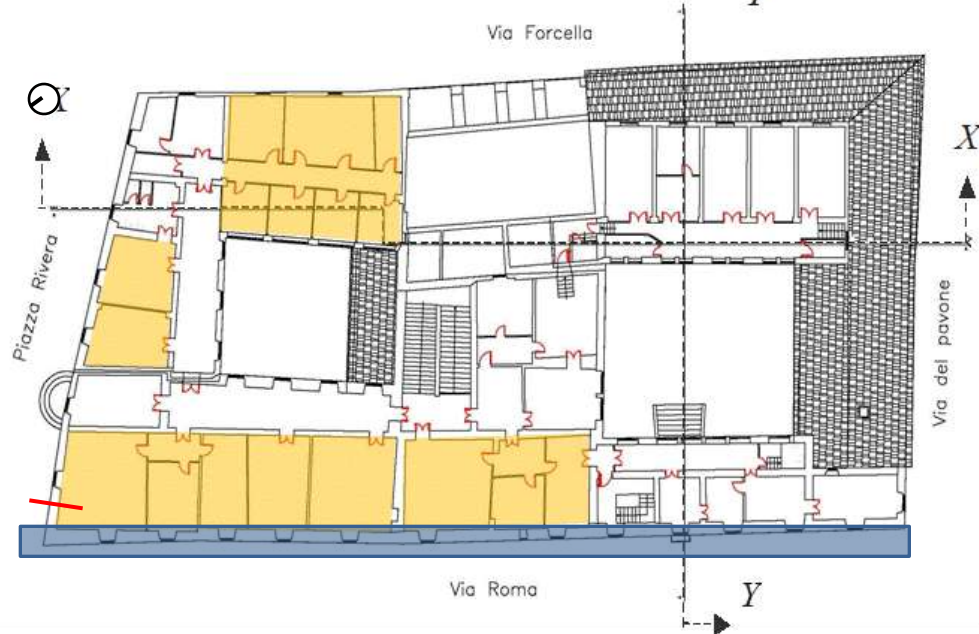 Via Forcella
X
X
Piazza Rivera
Via del pavone
Via Roma
Y